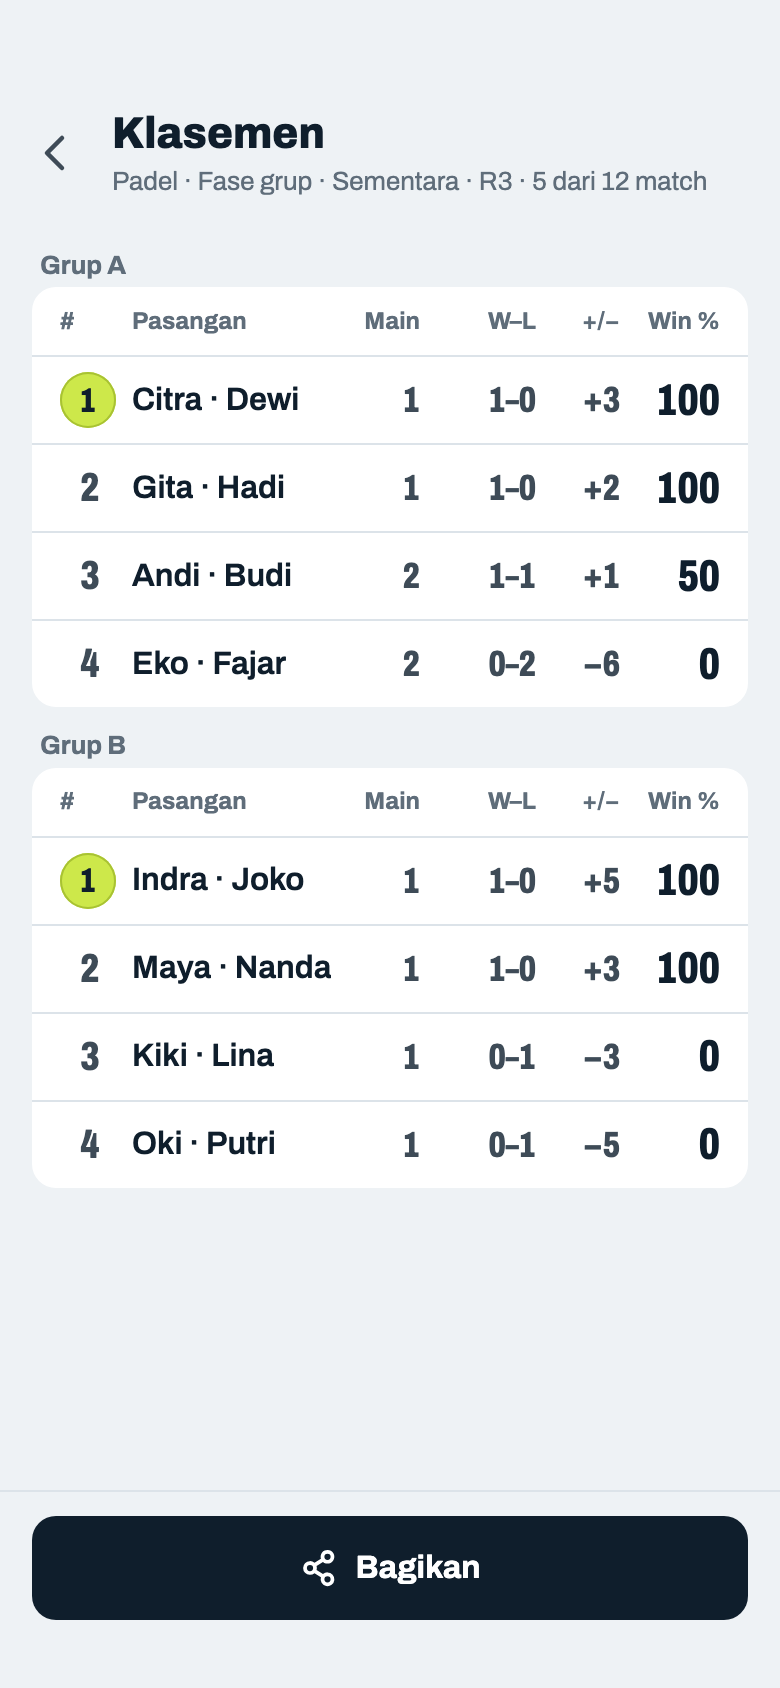 Klasemen
Padel · Fase grup · Sementara · R3 · 5 dari 12 match
Grup A
# Pasangan Main W–L +/– Win %
1 Citra · Dewi 1 1–0 +3 100
2 Gita · Hadi 1 1–0 +2 100
3 Andi · Budi 2 1–1 +1 50
4 Eko · Fajar 2 0–2 –6 0
Grup B
# Pasangan Main W–L +/– Win %
1 Indra · Joko 1 1–0 +5 100
2 Maya · Nanda 1 1–0 +3 100
3 Kiki · Lina 1 0–1 –3 0
4 Oki · Putri 1 0–1 –5 0
Bagikan